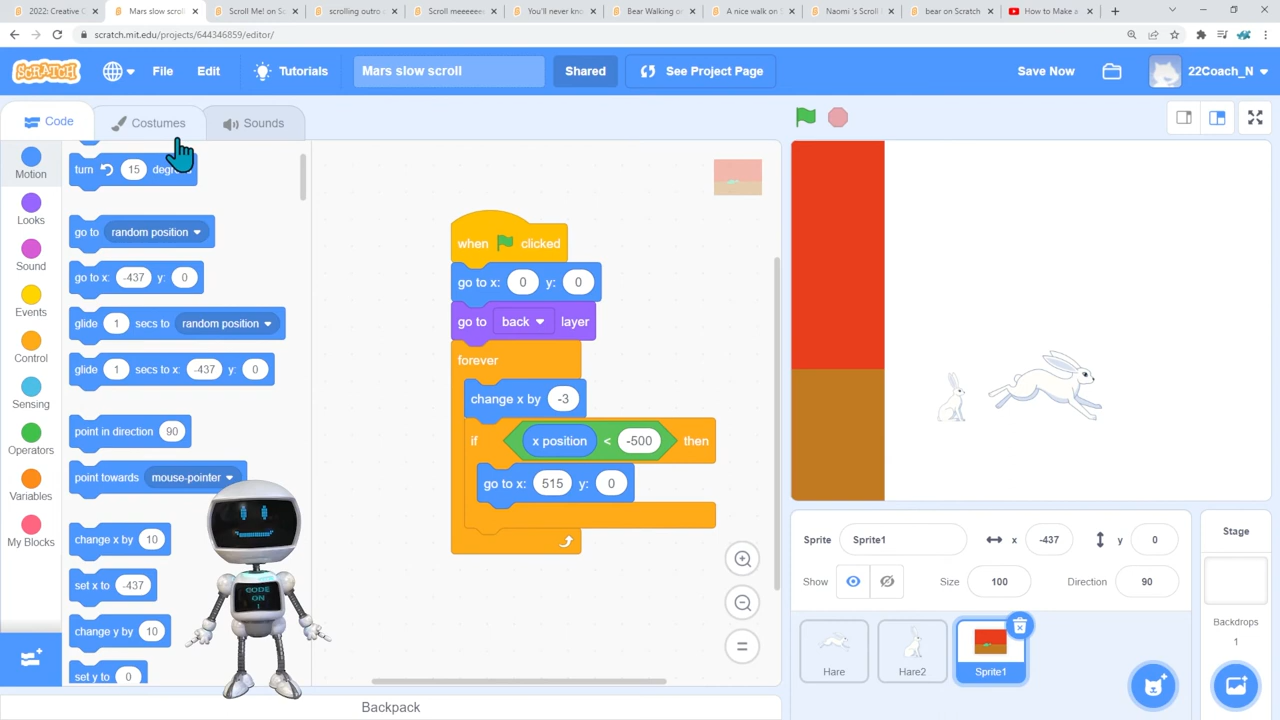 2022: Creative C
Mars slow scroll
Scroll Me! on Sc
scrolling outro o
Scroll meeeeee
You'll never kno
Bear Walking on
A nice walk on S
Naomi 's Scroll
bear on Scratch
How to Make a
scratch.mit.edu/projects/644346859/editor/
SCRATCH
File
Edit
Tutorials
Mars slow scroll
Shared
See Project Page
Save Now
22Coach_N
Code
Costumes
Sounds
Motion
Looks
Sound
Events
Control
Sensing
Operators
Variables
My Blocks
turn 15 deg
go to random position
go to x: -437 y: 0
glide 1 secs to random position
glide 1 secs to x: -437 y: 0
point in direction 90
point towards mouse-pointer
change x by 10
set x to -437
change y by 10
set y to 0
CODE
ON
!
when clicked
go to x: 0 y: 0
go to back layer
forever
change x by -3
if x position < -500 then
go to x: 515 y: 0
Sprite Sprite1 x -437 y 0
Show Size 100 Direction 90
Hare
Hare2
Sprite1
Stage
Backdrops
1
Backpack